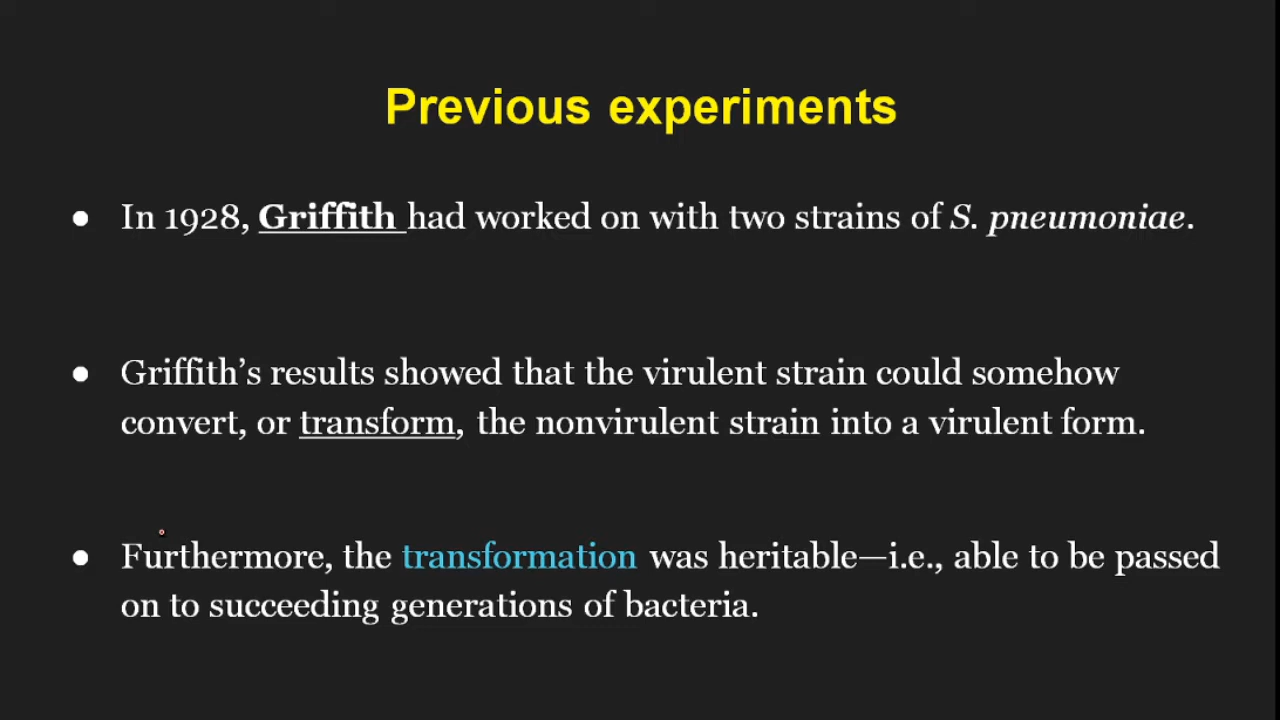 Previous experiments
● In 1928, Griffith had worked on with two strains of S. pneumoniae.
● Griffith’s results showed that the virulent strain could somehow
convert, or transform, the nonvirulent strain into a virulent form.
● Furthermore, the transformation was heritable—i.e., able to be passed
on to succeeding generations of bacteria.